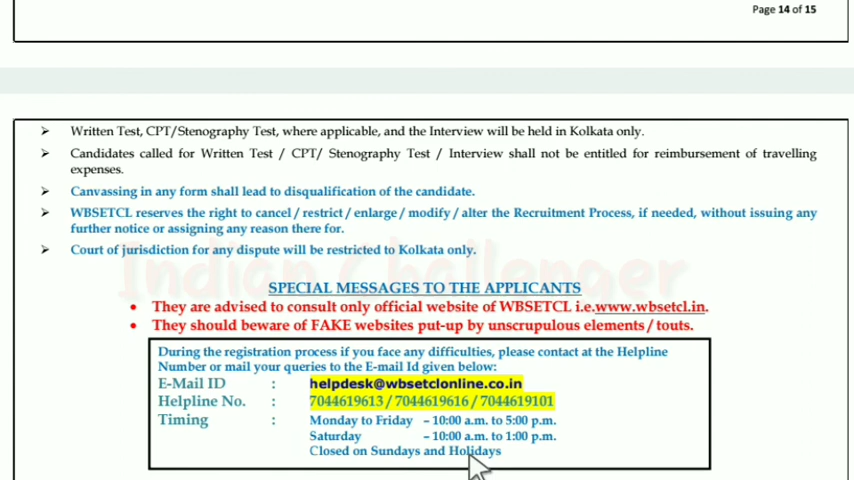 Page 14 of 15
➢ Written Test, CPT/Stenography Test, where applicable, and the Interview will be held in Kolkata only.
➢ Candidates called for Written Test / CPT/ Stenography Test / Interview shall not be entitled for reimbursement of travelling
expenses.
➢ Canvassing in any form shall lead to disqualification of the candidate.
➢ WBSETCL reserves the right to cancel / restrict / enlarge / modify / alter the Recruitment Process, if needed, without issuing any
further notice or assigning any reason there for.
➢ Court of jurisdiction for any dispute will be restricted to Kolkata only.
Indian Challenger
SPECIAL MESSAGES TO THE APPLICANTS
• They are advised to consult only official website of WBSETCL i.e.www.wbsetcl.in.
• They should beware of FAKE websites put-up by unscrupulous elements / touts.
During the registration process if you face any difficulties, please contact at the Helpline
Number or mail your queries to the E-mail Id given below:
E-Mail ID : helpdesk@wbsetclonline.co.in
Helpline No. : 7044619613 / 7044619616 / 7044619101
Timing : Monday to Friday – 10:00 a.m. to 5:00 p.m.
Saturday – 10:00 a.m. to 1:00 p.m.
Closed on Sundays and Holidays